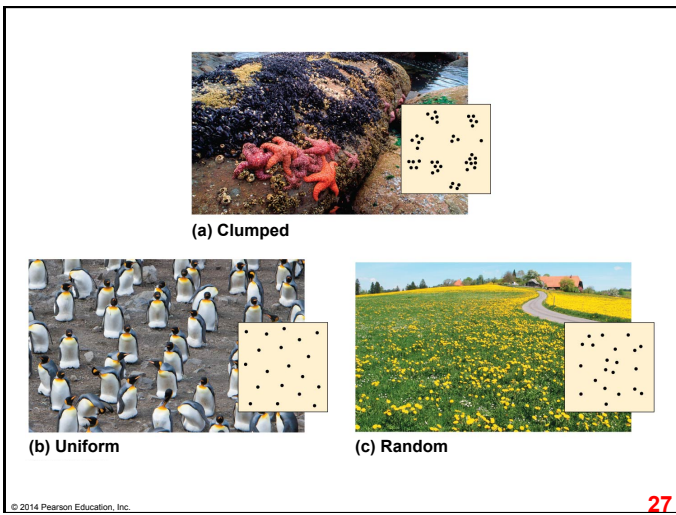 (a) Clumped
(b) Uniform
(c) Random
© 2014 Pearson Education, Inc.
27